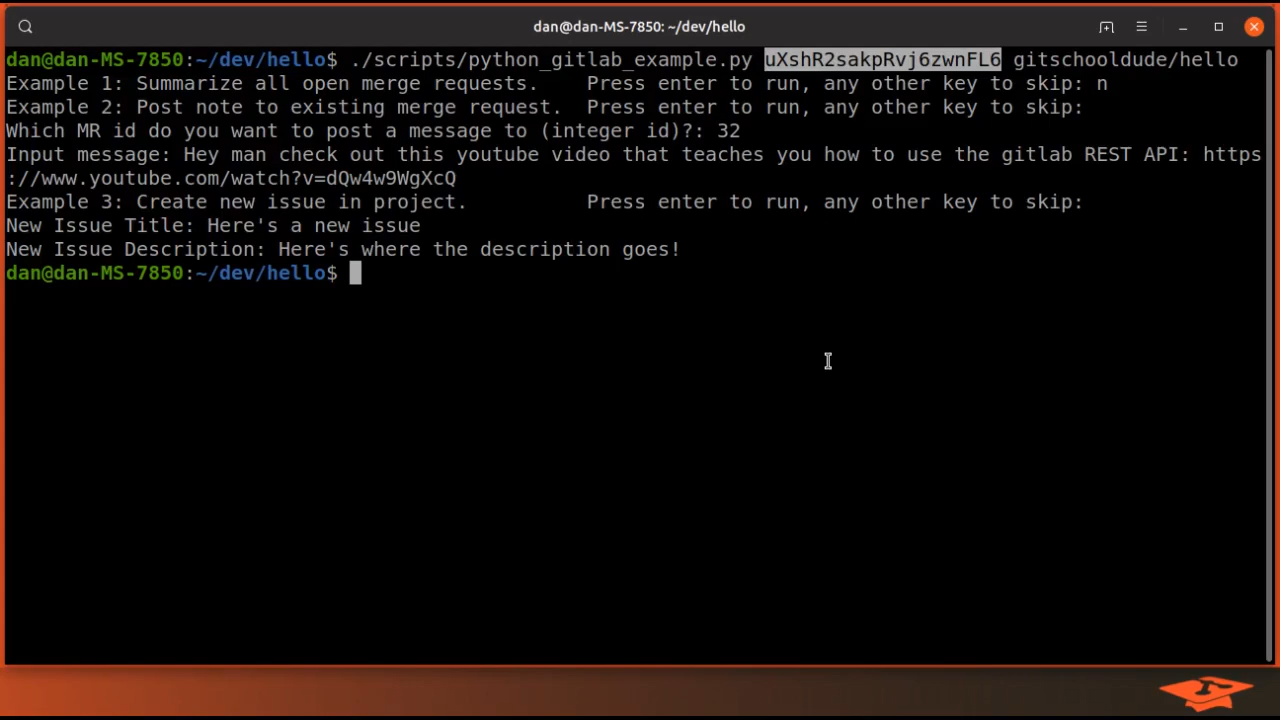 dan@dan-MS-7850: ~/dev/hello
dan@dan-MS-7850:~/dev/hello$ ./scripts/python_gitlab_example.py uXshR2sakpRvj6zwnFL6 gitschooldude/hello
Example 1: Summarize all open merge requests.    Press enter to run, any other key to skip: n
Example 2: Post note to existing merge request.  Press enter to run, any other key to skip:
Which MR id do you want to post a message to (integer id)?: 32
Input message: Hey man check out this youtube video that teaches you how to use the gitlab REST API: https
://www.youtube.com/watch?v=dQw4w9WgXcQ
Example 3: Create new issue in project.          Press enter to run, any other key to skip:
New Issue Title: Here's a new issue
New Issue Description: Here's where the description goes!
dan@dan-MS-7850:~/dev/hello$